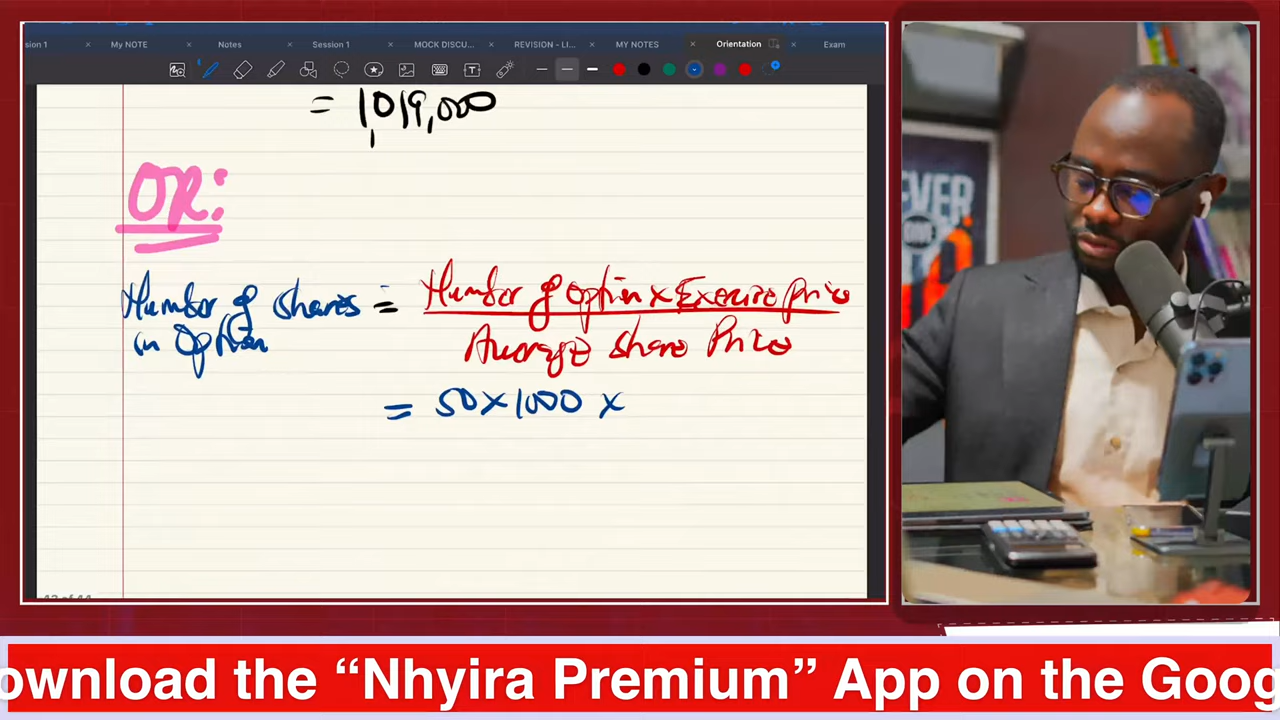 sion 1
My NOTE
Notes
Session 1
MOCK DISCU...
REVISION - LI...
MY NOTES
Orientation
Exam
= 1,019,000
OR:
Number of shares in Option = Number of Option x Exercise Price
Average share Price
= 50 x 1000 x
EVER
ownload the “Nhyira Premium” App on the Goog